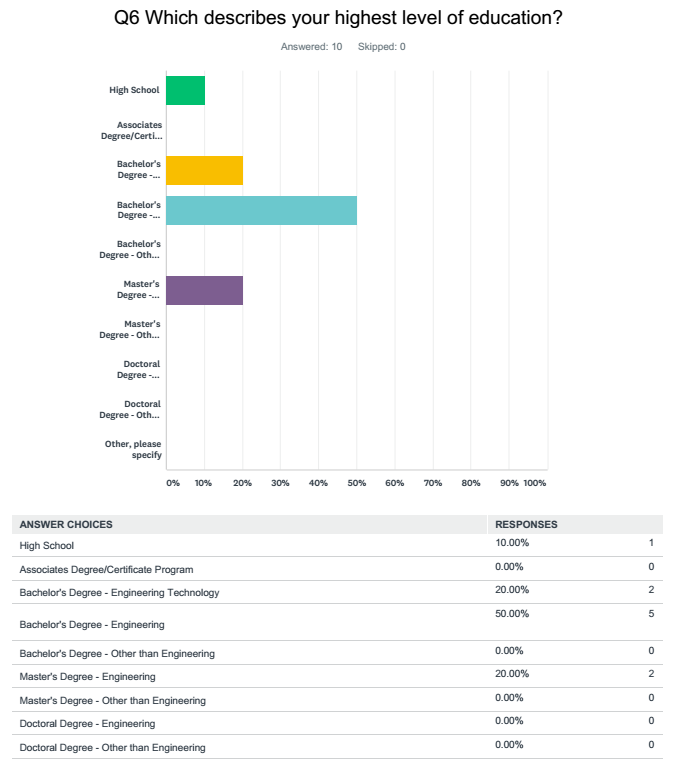 Q6 Which describes your highest level of education?
Answered: 10 Skipped: 0
High School
Associates
Degree/Certi...
Bachelor's
Degree -...
Bachelor's
Degree -...
Bachelor's
Degree - Oth...
Master's
Degree -...
Master's
Degree - Oth...
Doctoral
Degree -...
Doctoral
Degree - Oth...
Other, please
specify
0% 10% 20% 30% 40% 50% 60% 70% 80% 90% 100%
ANSWER CHOICES RESPONSES
High School 10.00% 1
Associates Degree/Certificate Program 0.00% 0
Bachelor's Degree - Engineering Technology 20.00% 2
Bachelor's Degree - Engineering 50.00% 5
Bachelor's Degree - Other than Engineering 0.00% 0
Master's Degree - Engineering 20.00% 2
Master's Degree - Other than Engineering 0.00% 0
Doctoral Degree - Engineering 0.00% 0
Doctoral Degree - Other than Engineering 0.00% 0